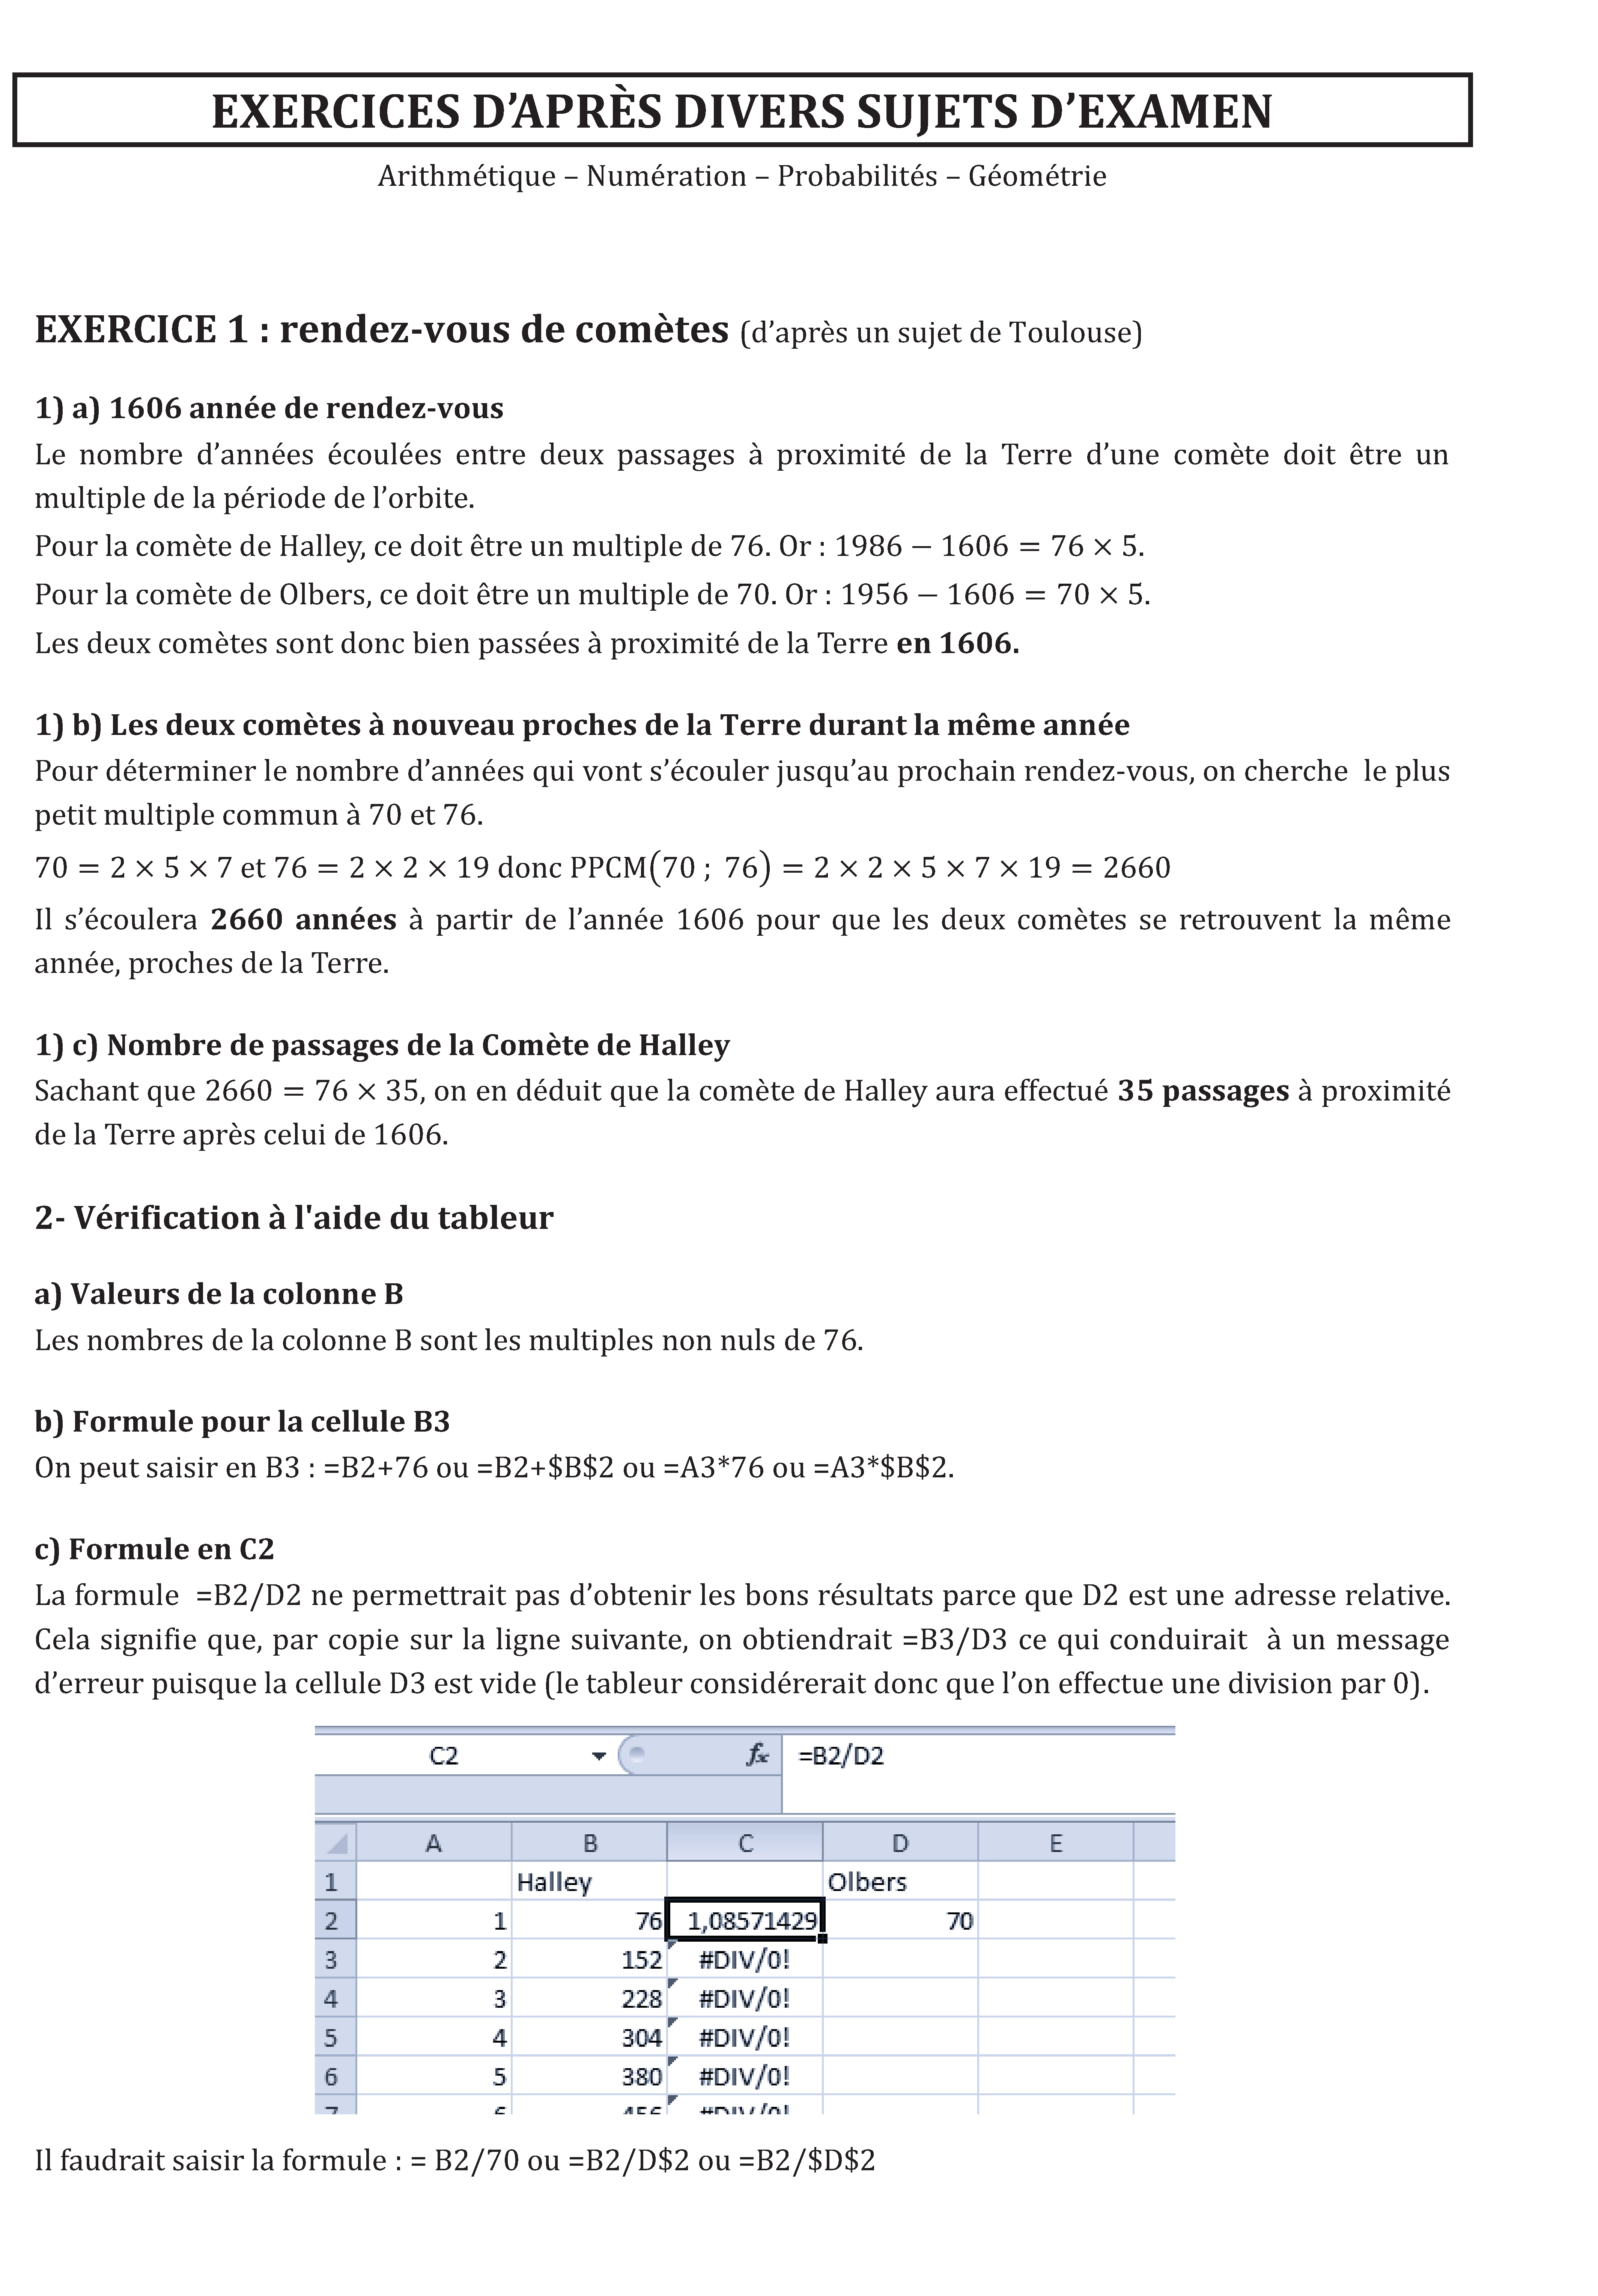 EXERCICES D’APRÈS DIVERS SUJETS D’EXAMEN
Arithmétique – Numération – Probabilités – Géométrie
EXERCICE 1 : rendez-vous de comètes (d’après un sujet de Toulouse)
1) a) 1606 année de rendez-vous
Le nombre d’années écoulées entre deux passages à proximité de la Terre d’une comète doit être un
multiple de la période de l’orbite.
Pour la comète de Halley, ce doit être un multiple de 76. Or : 1986 − 1606 = 76 × 5.
Pour la comète de Olbers, ce doit être un multiple de 70. Or : 1956 − 1606 = 70 × 5.
Les deux comètes sont donc bien passées à proximité de la Terre en 1606.
1) b) Les deux comètes à nouveau proches de la Terre durant la même année
Pour déterminer le nombre d’années qui vont s’écouler jusqu’au prochain rendez-vous, on cherche le plus
petit multiple commun à 70 et 76.
70 = 2 × 5 × 7 et 76 = 2 × 2 × 19 donc PPCM(70 ; 76) = 2 × 2 × 5 × 7 × 19 = 2660
Il s’écoulera 2660 années à partir de l’année 1606 pour que les deux comètes se retrouvent la même
année, proches de la Terre.
1) c) Nombre de passages de la Comète de Halley
Sachant que 2660 = 76 × 35, on en déduit que la comète de Halley aura effectué 35 passages à proximité
de la Terre après celui de 1606.
2- Vérification à l'aide du tableur
a) Valeurs de la colonne B
Les nombres de la colonne B sont les multiples non nuls de 76.
b) Formule pour la cellule B3
On peut saisir en B3 : =B2+76 ou =B2+$B$2 ou =A3*76 ou =A3*$B$2.
c) Formule en C2
La formule =B2/D2 ne permettrait pas d’obtenir les bons résultats parce que D2 est une adresse relative.
Cela signifie que, par copie sur la ligne suivante, on obtiendrait =B3/D3 ce qui conduirait à un message
d’erreur puisque la cellule D3 est vide (le tableur considérerait donc que l’on effectue une division par 0).
C2 fx =B2/D2
A B C D E
1 Halley Olbers
2 1 76 1,08571429 70
3 2 152 #DIV/0!
4 3 228 #DIV/0!
5 4 304 #DIV/0!
6 5 380 #DIV/0!
7 6 456 #DIV/0!
Il faudrait saisir la formule : = B2/70 ou =B2/D$2 ou =B2/$D$2